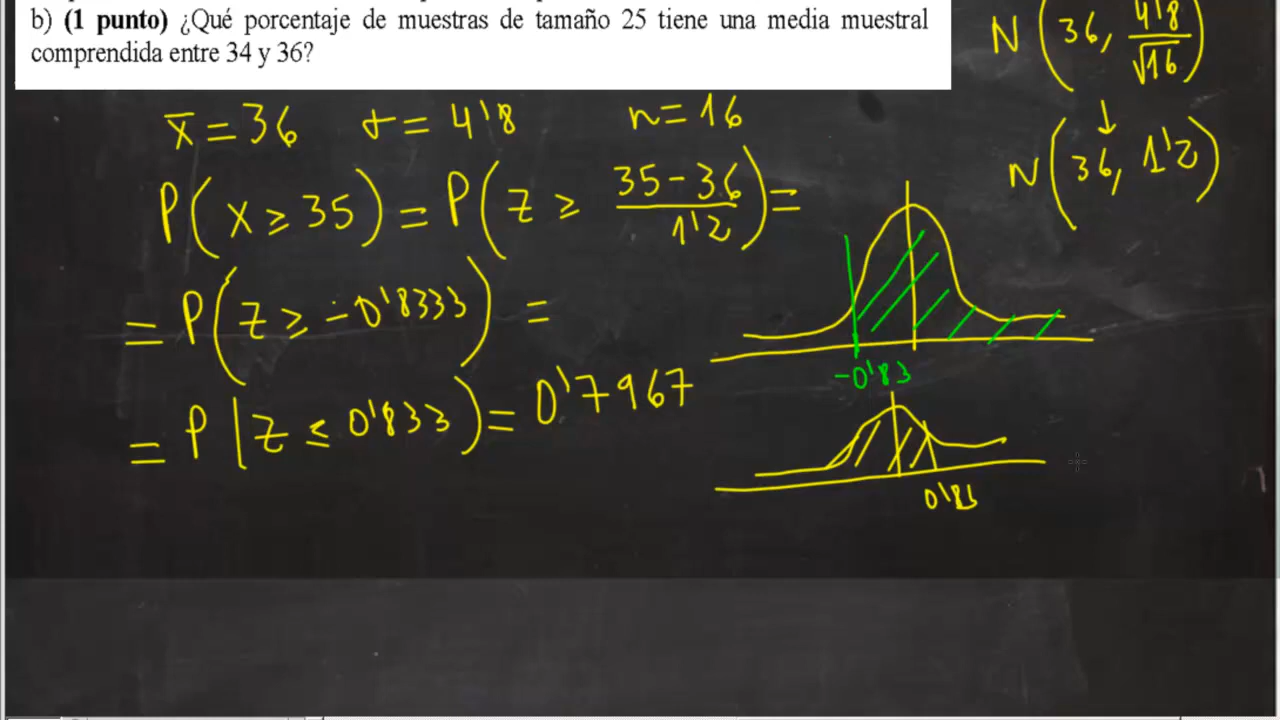 b) (1 punto) ¿Qué porcentaje de muestras de tamaño 25 tiene una media muestral
comprendida entre 34 y 36?
N(36, 4'8/√16)
↓
N(36, 1'2)
x̄ = 36 σ = 4'8 n = 16
P(x ≥ 35) = P(Z ≥ (35 - 36)/1'2) =
= P(Z ≥ -0'8333) =
-0'83
= P(Z ≤ 0'833) = 0'7967
0'83